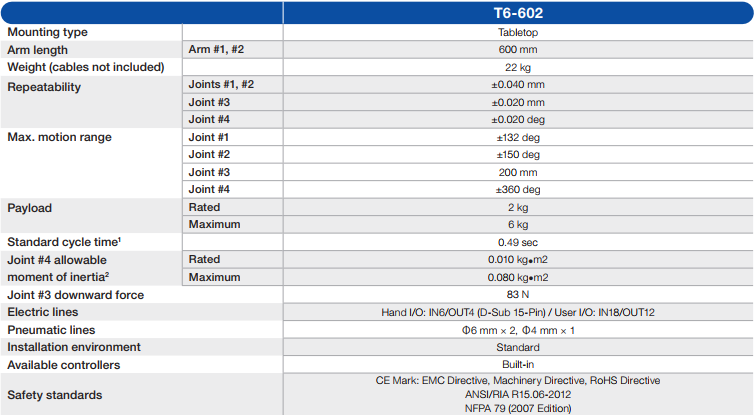 T6-602
Mounting type Tabletop
Arm length Arm #1, #2 600 mm
Weight (cables not included) 22 kg
Repeatability Joints #1, #2 ±0.040 mm
Joint #3 ±0.020 mm
Joint #4 ±0.020 deg
Max. motion range Joint #1 ±132 deg
Joint #2 ±150 deg
Joint #3 200 mm
Joint #4 ±360 deg
Payload Rated 2 kg
Maximum 6 kg
Standard cycle time¹ 0.49 sec
Joint #4 allowable Rated 0.010 kg•m2
moment of inertia² Maximum 0.080 kg•m2
Joint #3 downward force 83 N
Electric lines Hand I/O: IN6/OUT4 (D-Sub 15-Pin) / User I/O: IN18/OUT12
Pneumatic lines Φ6 mm × 2, Φ4 mm × 1
Installation environment Standard
Available controllers Built-in
Safety standards CE Mark: EMC Directive, Machinery Directive, RoHS Directive
ANSI/RIA R15.06-2012
NFPA 79 (2007 Edition)